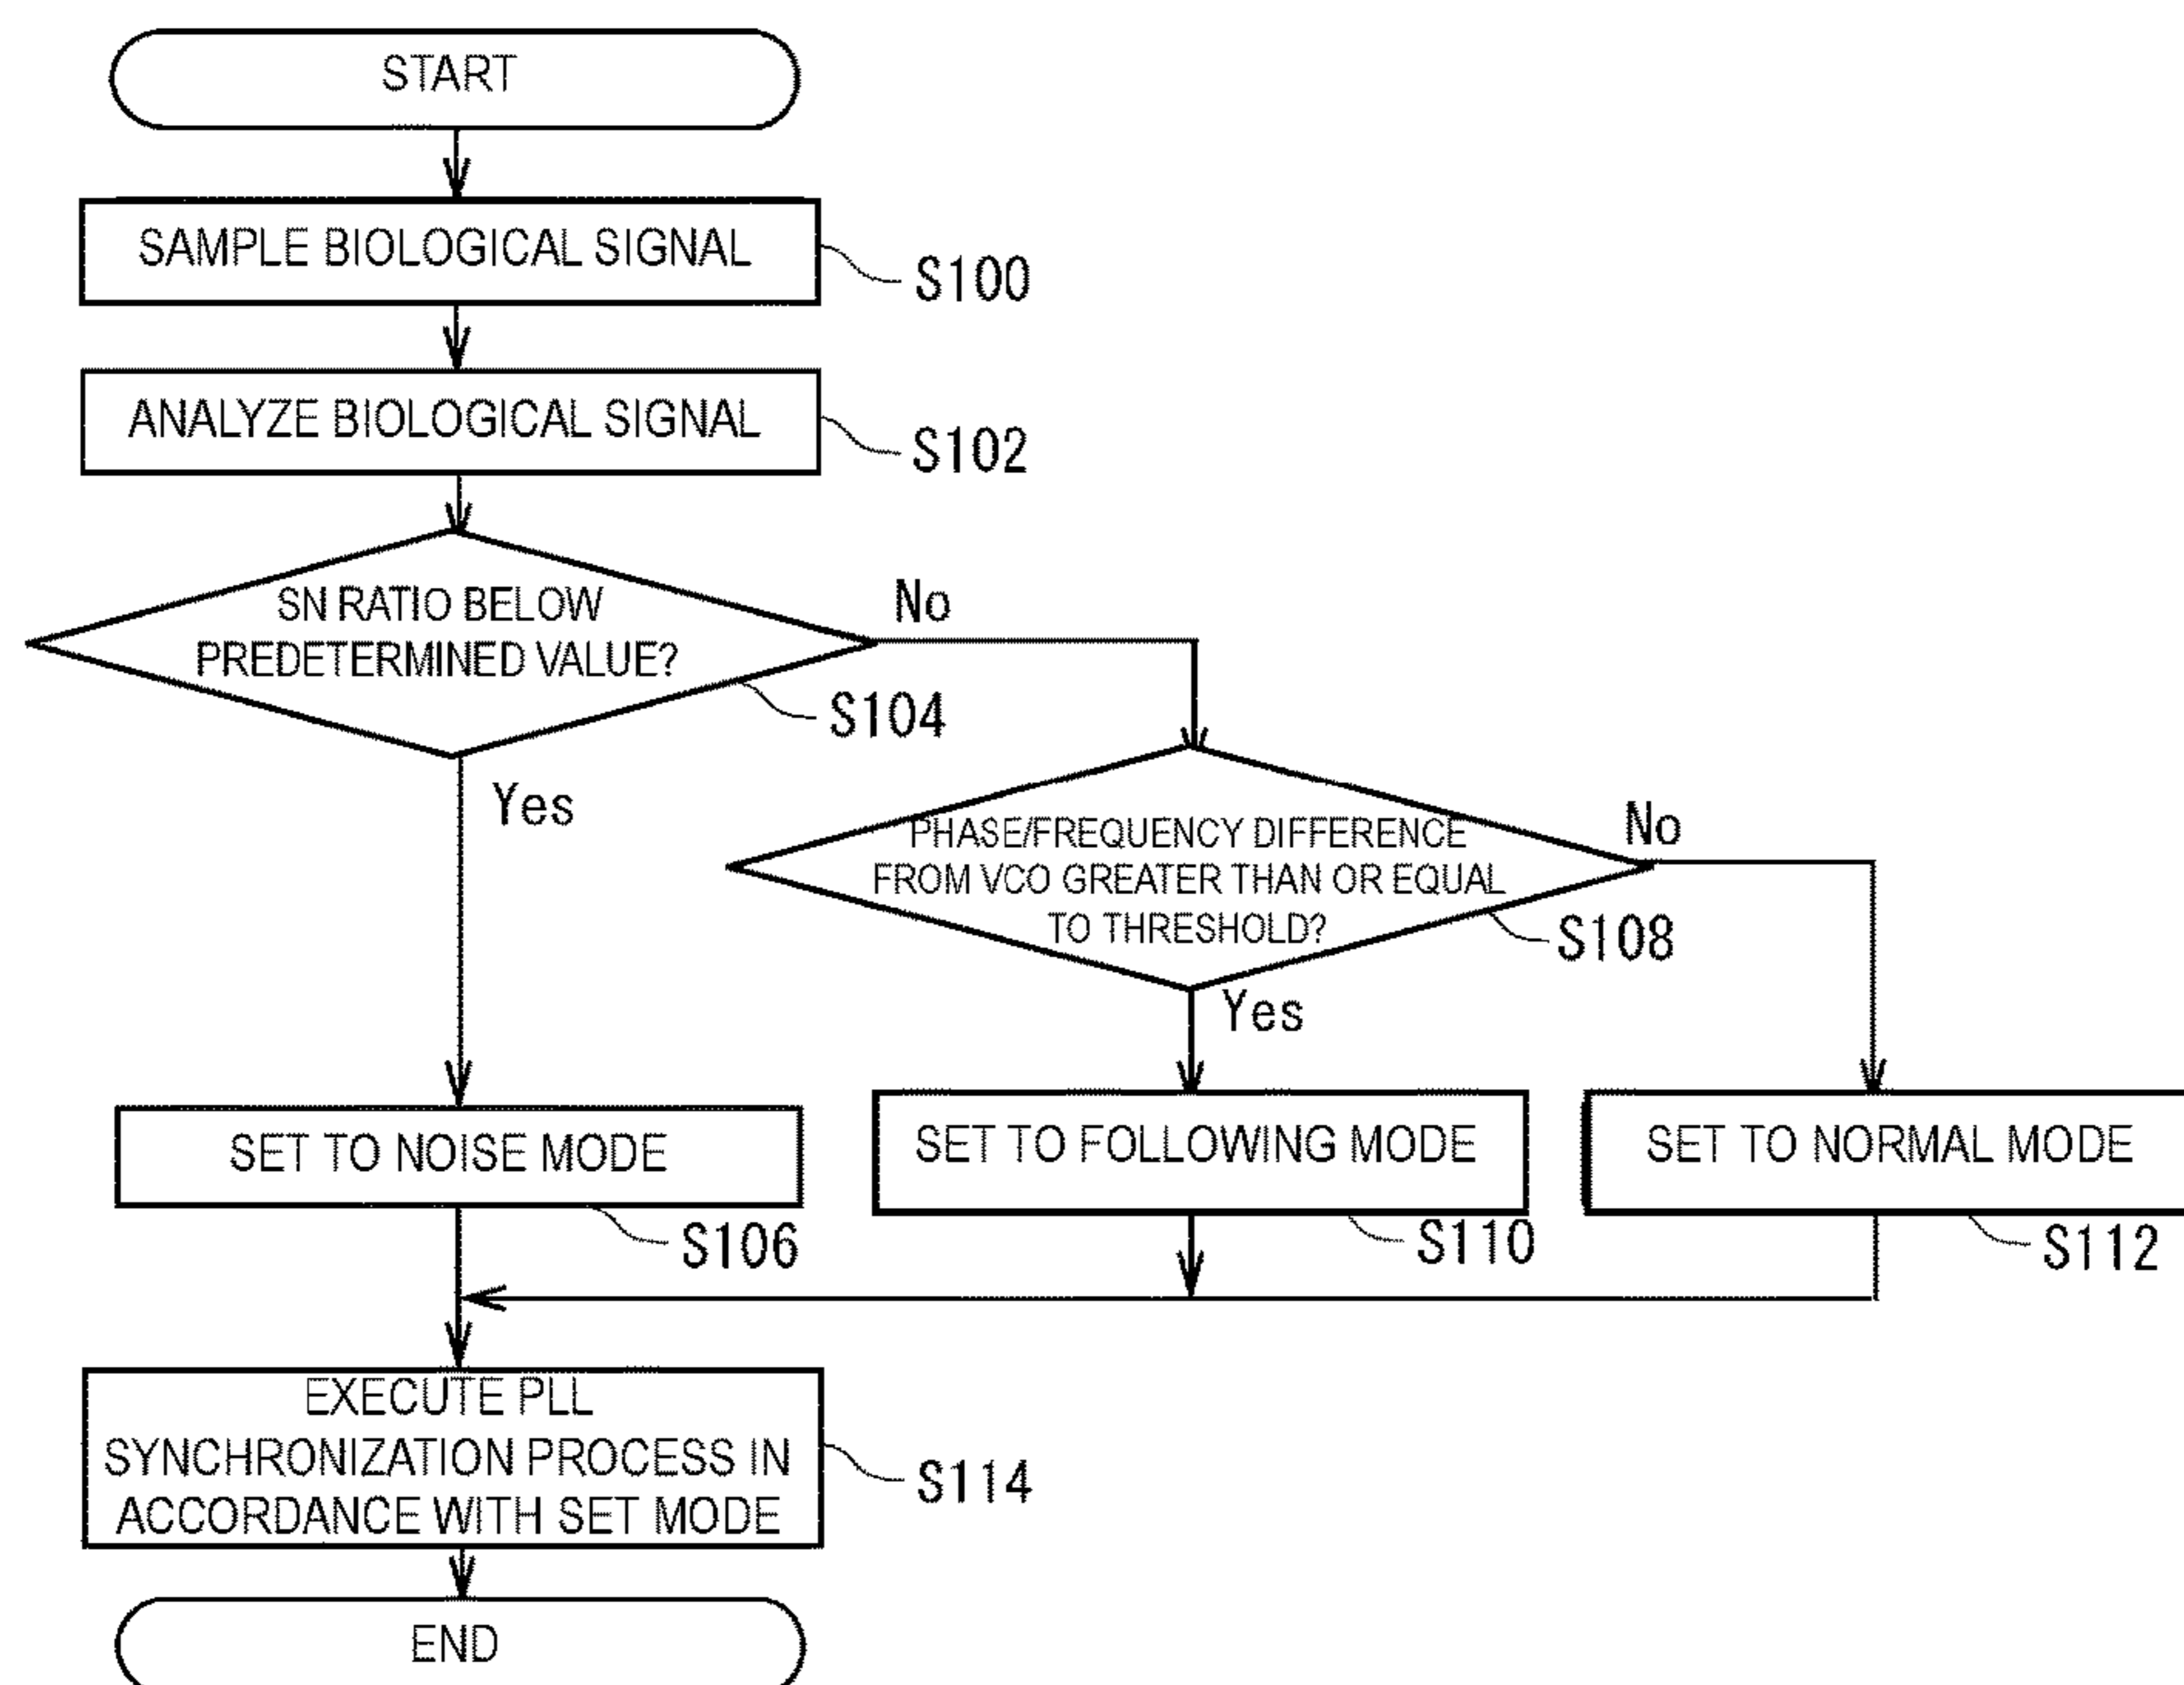 START
SAMPLE BIOLOGICAL SIGNAL
S100
ANALYZE BIOLOGICAL SIGNAL
S102
SN RATIO BELOW
PREDETERMINED VALUE?
No
S104
Yes
PHASE/FREQUENCY DIFFERENCE
FROM VCO GREATER THAN OR EQUAL
TO THRESHOLD?
No
S108
Yes
SET TO NOISE MODE
S106
SET TO FOLLOWING MODE
S110
SET TO NORMAL MODE
S112
EXECUTE PLL
SYNCHRONIZATION PROCESS IN
ACCORDANCE WITH SET MODE
S114
END